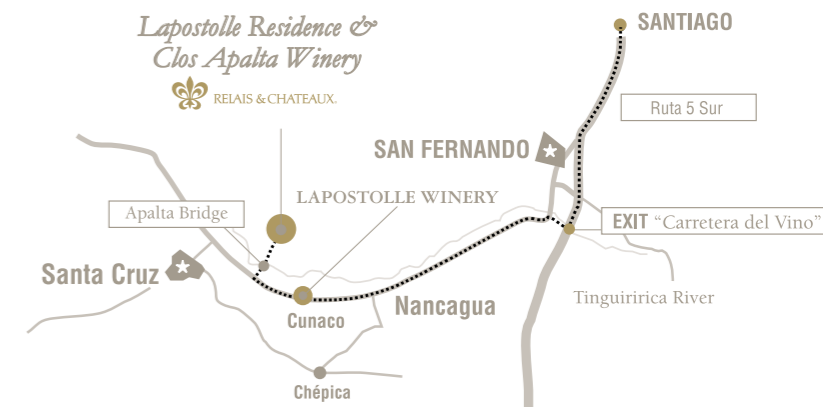 Lapostolle Residence &
Clos Apalta Winery
RELAIS & CHATEAUX.
SANTIAGO
Ruta 5 Sur
SAN FERNANDO
LAPOSTOLLE WINERY
Apalta Bridge
EXIT “Carretera del Vino”
Santa Cruz
Tinguiririca River
Nancagua
Cunaco
Chépica